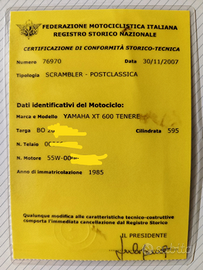 FEDERAZIONE MOTOCICLISTICA ITALIANA
REGISTRO STORICO NAZIONALE
CERTIFICAZIONE DI CONFORMITÀ STORICO-TECNICA
Numero 76970 Data 30/11/2007
Tipologia SCRAMBLER - POSTCLASSICA
Dati identificativi del Motociclo:
Marca e Modello YAMAHA XT 600 TENERE
Targa BO Cilindrata 595
N. Telaio
N. Motore 55W-00
Anno di immatricolazione 1985
Qualunque modifica alle caratteristiche tecnico-costruttive
comporta l'immediata cancellazione dal Registro Storico
IL PRESIDENTE